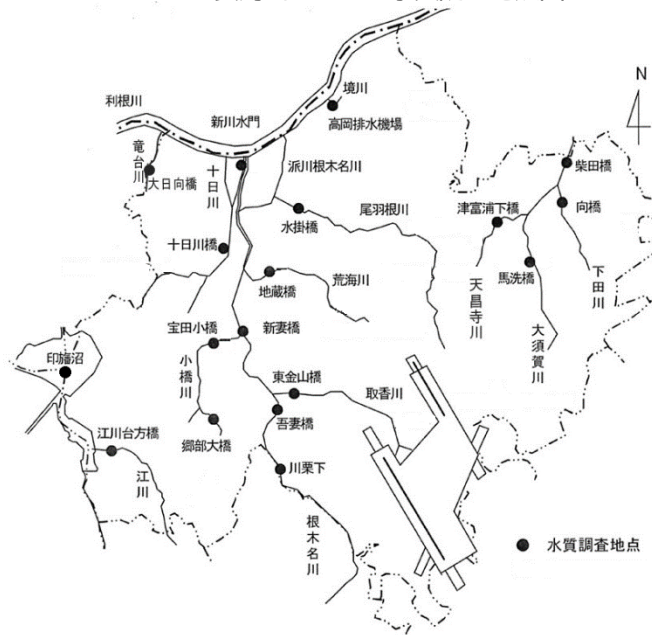 利根川
新川水門
境川
高岡排水機場
N
竜台川
大日向橋
十日川
派川根木名川
水掛橋
尾羽根川
柴田橋
津富浦下橋
向橋
十日川橋
地蔵橋
荒海川
天昌寺川
馬洗橋
下田川
大須賀川
宝田小橋
新妻橋
印旛沼
小橋川
東金山橋
取香川
吾妻橋
江川台方橋
郷部大橋
江川
川栗下
根木名川
水質調査地点